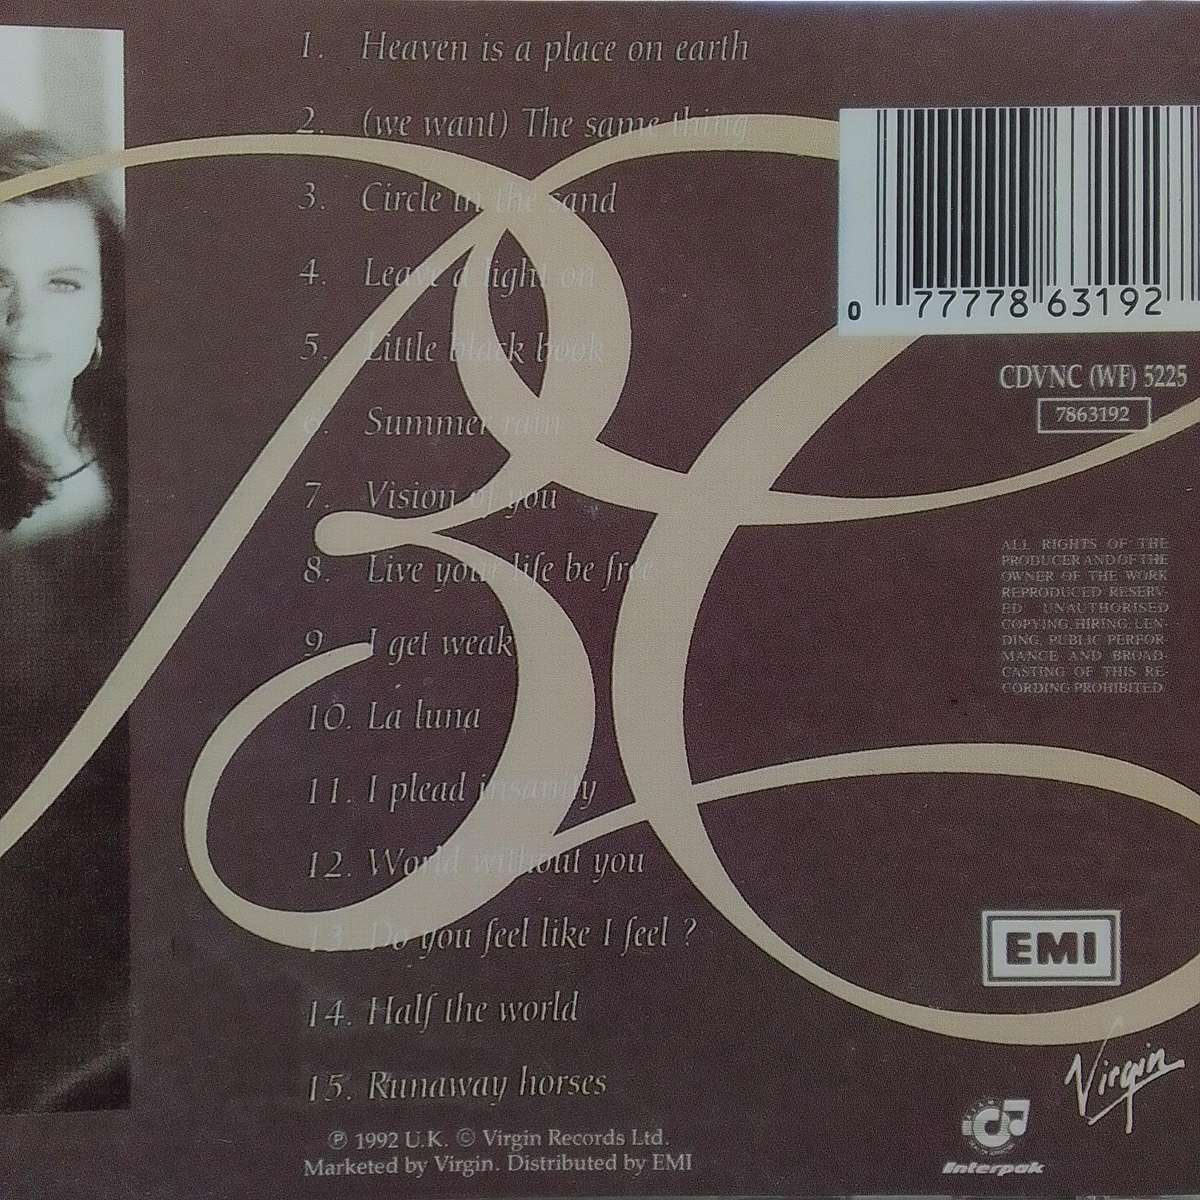 1. Heaven is a place on earth
2. (we want) The same thing
3. Circle in the sand
4. Leave a light on
5. Little black book
6. Summer rain
7. Vision of you
8. Live your life be free
9. I get weak
10. La luna
11. I plead insanity
12. World without you
13. Do you feel like I feel ?
14. Half the world
15. Runaway horses
℗ 1992 U.K. © Virgin Records Ltd.
Marketed by Virgin. Distributed by EMI
BC
0 77778 63192
CDVNC (WF) 5225
7863192
ALL RIGHTS OF THE
PRODUCER AND OF THE
OWNER OF THE WORK
REPRODUCED RESERV-
ED UNAUTHORISED
COPYING, HIRING, LEN-
DING, PUBLIC PERFOR-
MANCE AND BROAD-
CASTING OF THIS RE-
CORDING PROHIBITED
EMI
Virgin
Interpak